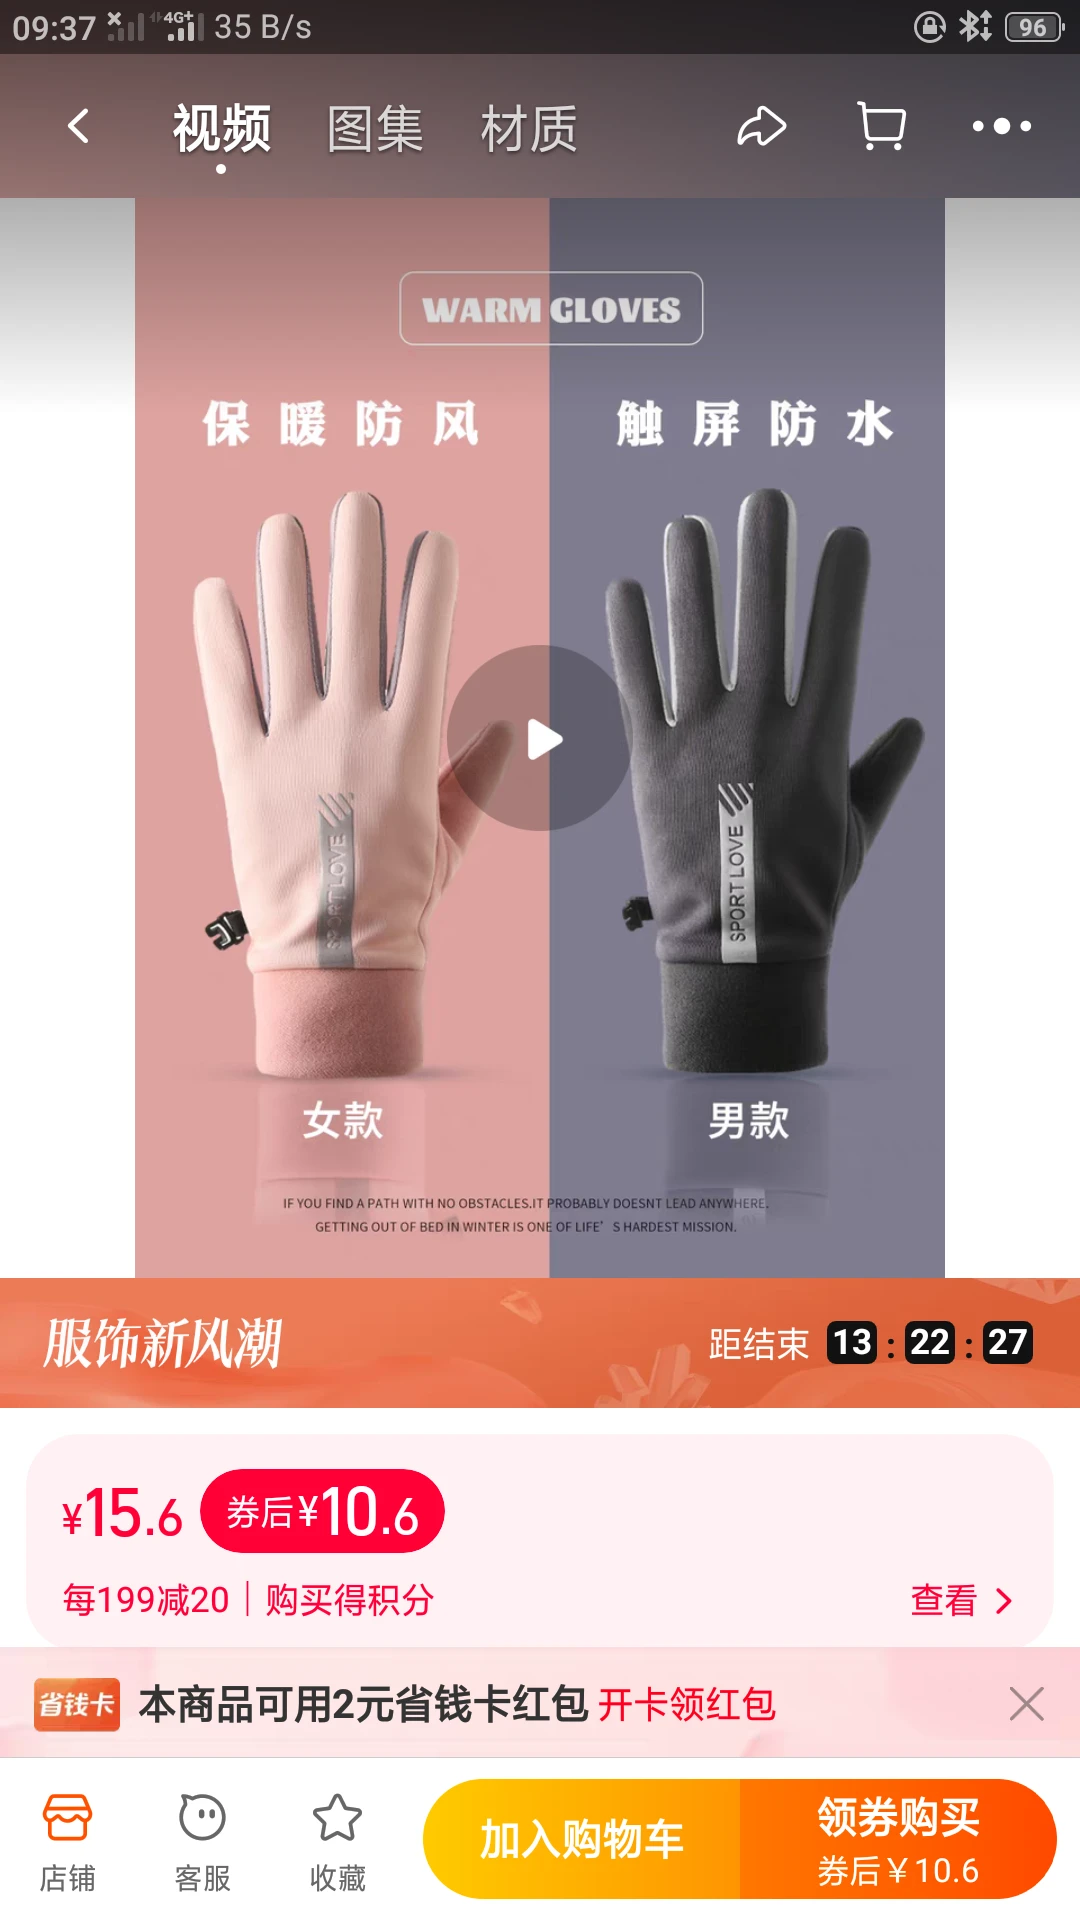 09:37 4G+ 35 B/s 96
视频 图集 材质
WARM GLOVES
保暖防风 触屏防水
SPORT LOVE SPORT LOVE
女款 男款
IF YOU FIND A PATH WITH NO OBSTACLES.IT PROBABLY DOESNT LEAD ANYWHERE.
GETTING OUT OF BED IN WINTER IS ONE OF LIFE'S HARDEST MISSION.
服饰新风潮 距结束 13:22:27
¥15.6 券后¥10.6
每199减20 | 购买得积分 查看
省钱卡 本商品可用2元省钱卡红包 开卡领红包
加入购物车 领券购买
店铺 客服 收藏 券后¥10.6